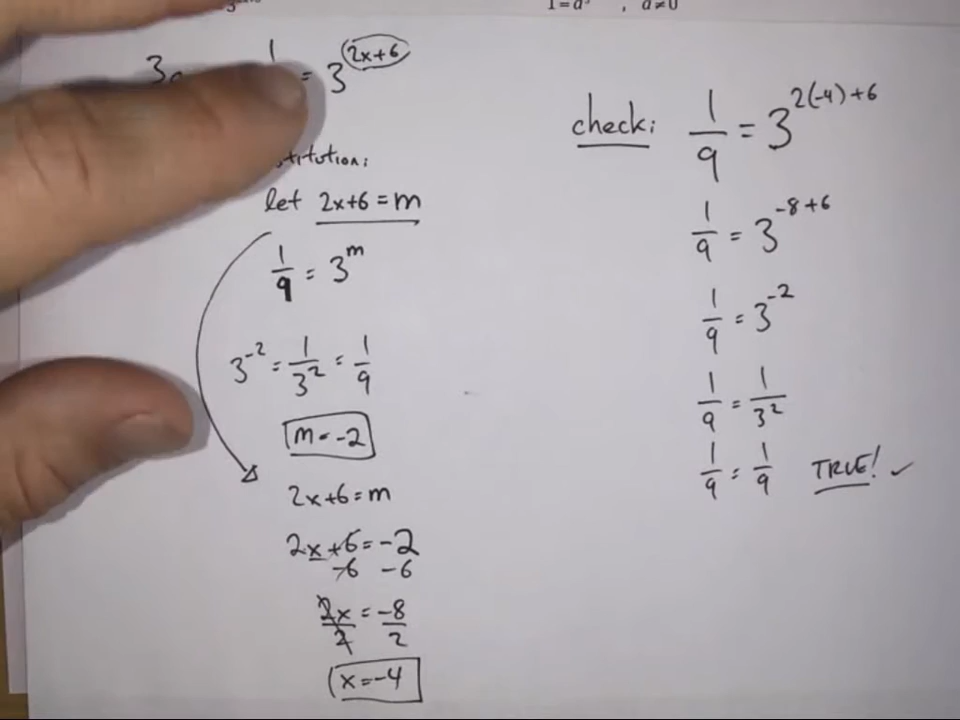 1 = 3^(2x+6)
let 2x+6 = m
1/9 = 3^m
3^-2 = 1/3^2 = 1/9
m = -2
2x+6 = m
2x+6 = -2
-6 -6
2x/2 = -8/2
x = -4
check: 1/9 = 3^(2(-4)+6)
1/9 = 3^(-8+6)
1/9 = 3^-2
1/9 = 1/3^2
1/9 = 1/9 TRUE! ✓